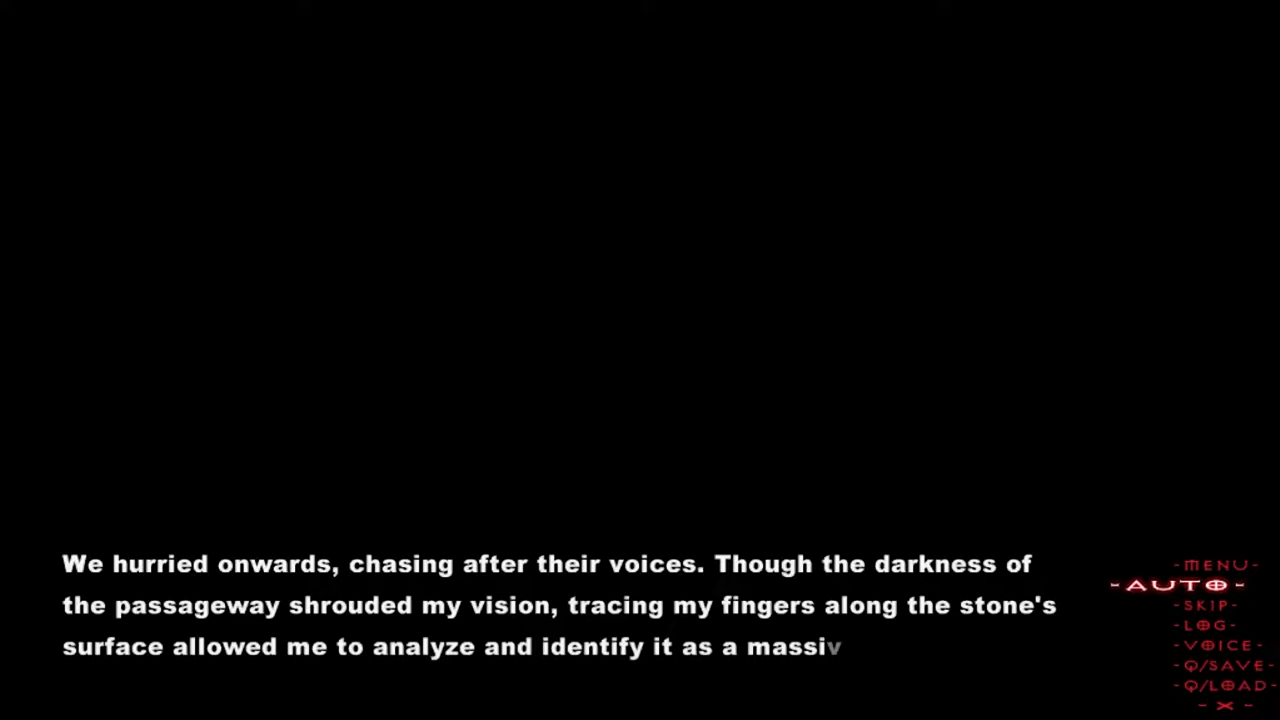 We hurried onwards, chasing after their voices. Though the darkness of
the passageway shrouded my vision, tracing my fingers along the stone's
surface allowed me to analyze and identify it as a massiv
-MENU-
-AUTO-
-SKIP-
-LOG-
-VOICE-
-Q/SAVE-
-Q/LOAD-
-X-